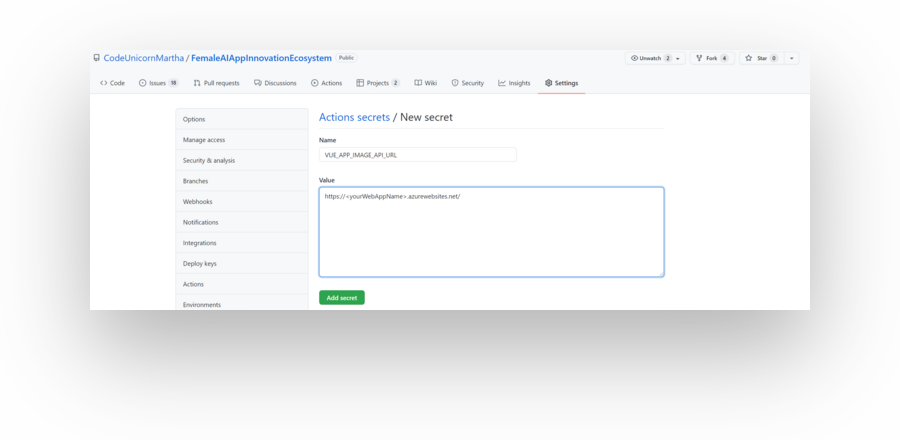 CodeUnicornMartha / FemaleAIAppInnovationEcosystem Public
Unwatch 2 Fork 4 Star 0
Code Issues 18 Pull requests Discussions Actions Projects 2 Wiki Security Insights Settings
Options
Manage access
Security & analysis
Branches
Webhooks
Notifications
Integrations
Deploy keys
Actions
Environments
Actions secrets / New secret
Name
VUE_APP_IMAGE_API_URL
Value
https://<yourWebAppName>.azurewebsites.net/
Add secret